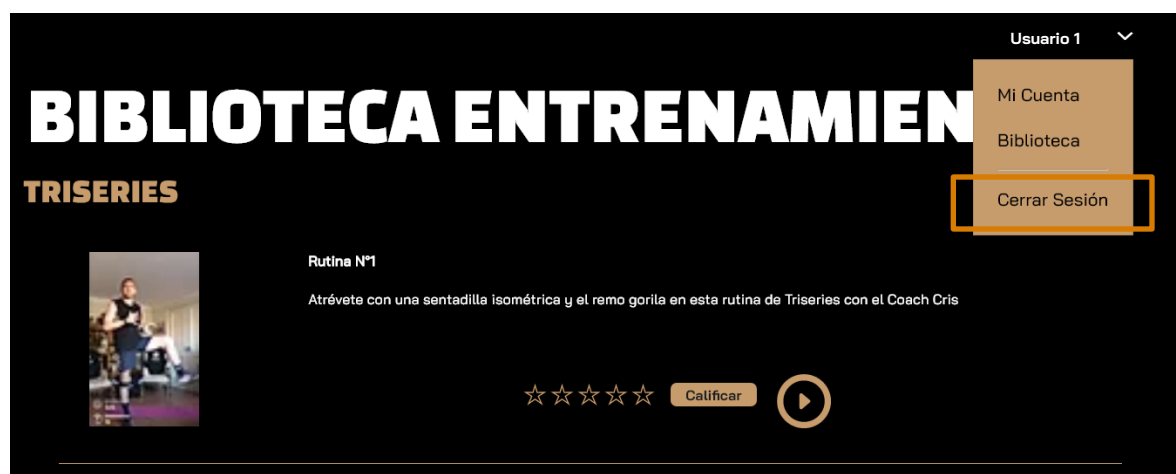 Usuario 1
BIBLIOTECA ENTRENAMIEN
Mi Cuenta
Biblioteca
TRISERIES
Cerrar Sesión
Rutina N°1
Atrévete con una sentadilla isométrica y el remo gorila en esta rutina de Triseries con el Coach Cris
Calificar